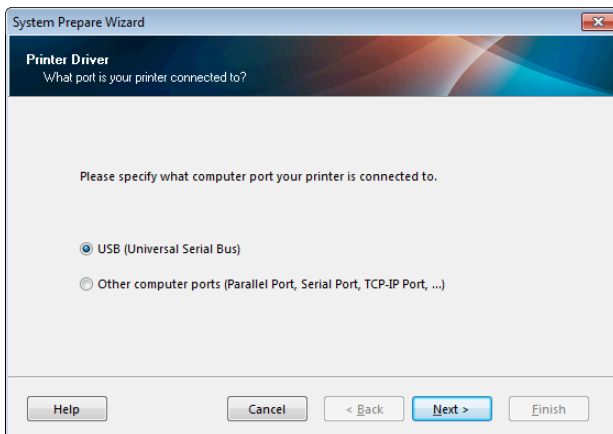 System Prepare Wizard
Printer Driver
What port is your printer connected to?
Please specify what computer port your printer is connected to.
USB (Universal Serial Bus)
Other computer ports (Parallel Port, Serial Port, TCP-IP Port, ...)
Help Cancel < Back Next > Finish